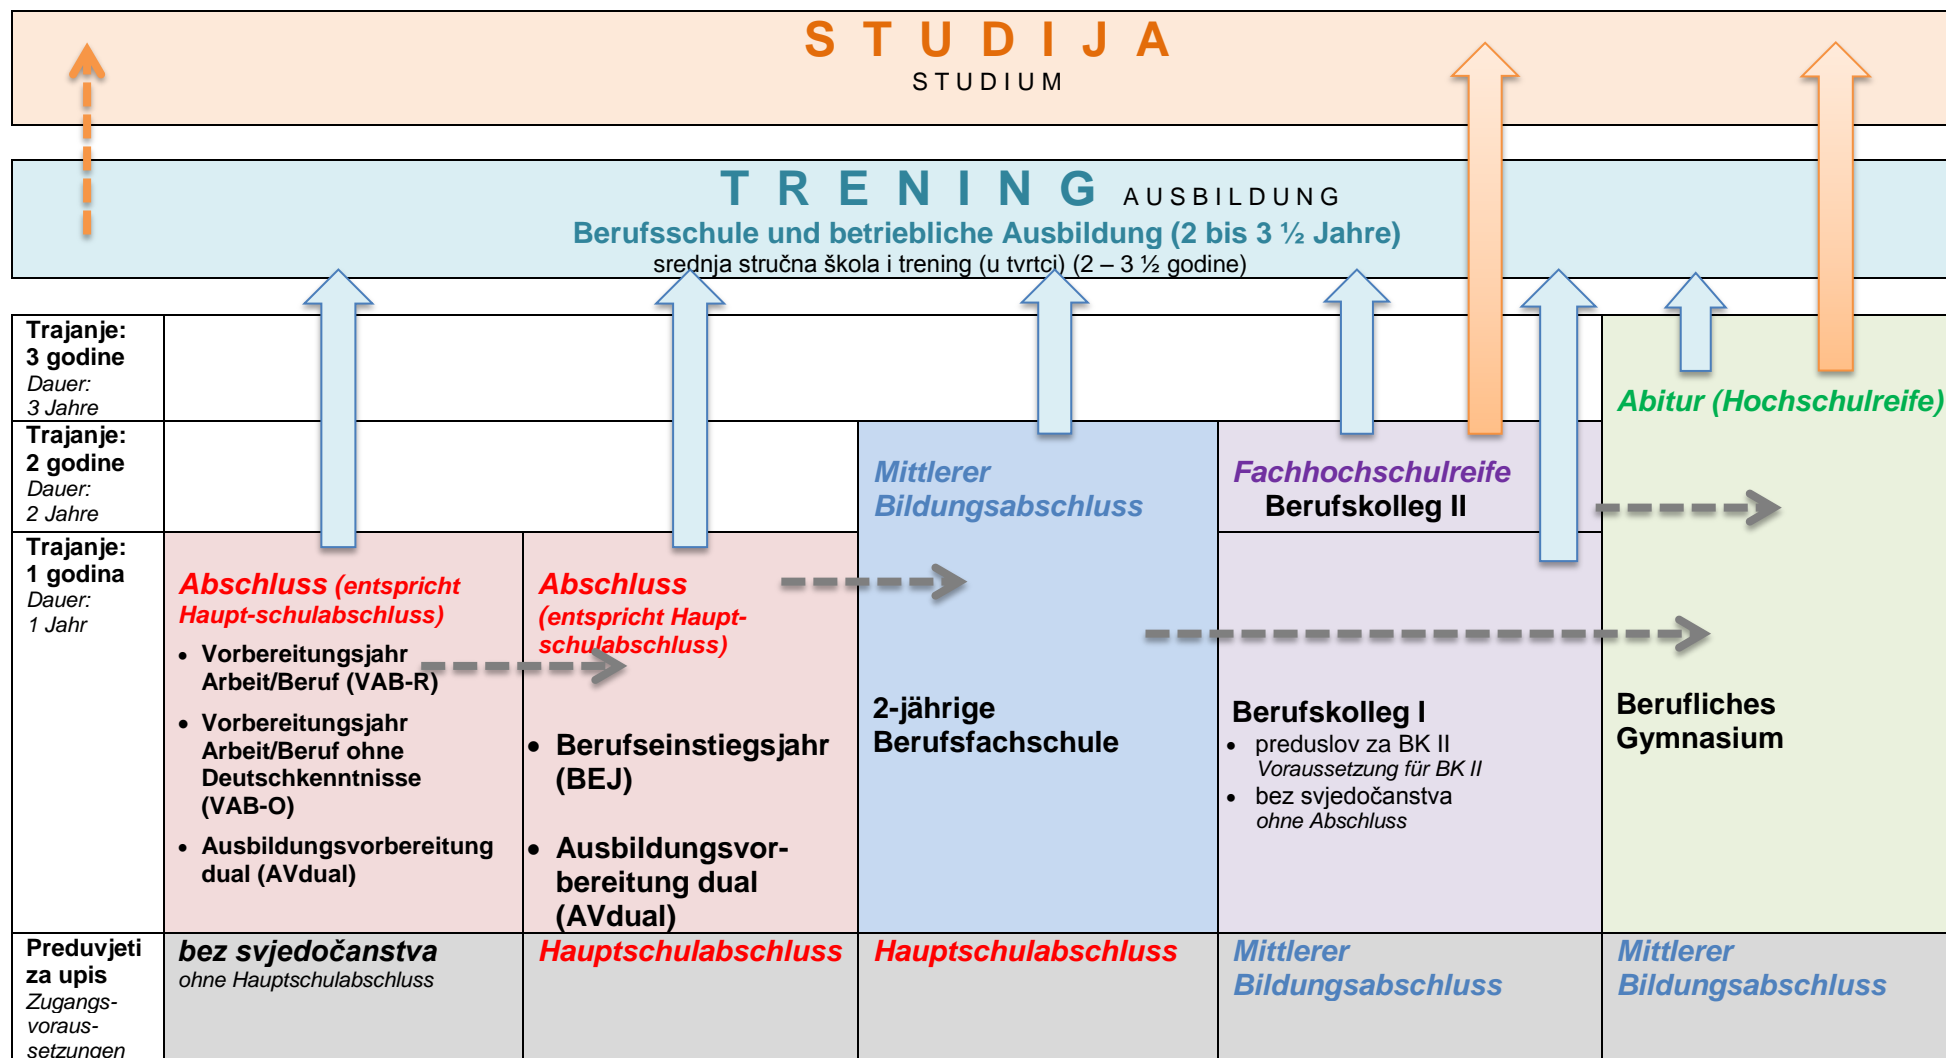 S T U D I J A
S T U D I U M
T R E N I N G A U S B I L D U N G
Berufsschule und betriebliche Ausbildung (2 bis 3 ½ Jahre)
srednja stručna škola i trening (u tvrtci) (2 – 3 ½ godine)
Trajanje:
3 godine
Dauer:
3 Jahre
Abitur (Hochschulreife)
Trajanje:
2 godine
Dauer:
2 Jahre
Mittlerer
Bildungsabschluss
Fachhochschulreife
Berufskolleg II
Trajanje:
1 godina
Dauer:
1 Jahr
Abschluss (entspricht
Haupt-schulabschluss)
• Vorbereitungsjahr
Arbeit/Beruf (VAB-R)
• Vorbereitungsjahr
Arbeit/Beruf ohne
Deutschkenntnisse
(VAB-O)
• Ausbildungsvorbereitung
dual (AVdual)
Abschluss
(entspricht Haupt-
schulabschluss)
• Berufseinstiegsjahr
(BEJ)
• Ausbildungsvor-
bereitung dual
(AVdual)
2-jährige
Berufsfachschule
Berufskolleg I
• preduslov za BK II
Voraussetzung für BK II
• bez svjedočanstva
ohne Abschluss
Berufliches
Gymnasium
Preduvjeti
za upis
Zugangs-
voraus-
setzungen
bez svjedočanstva
ohne Hauptschulabschluss
Hauptschulabschluss
Hauptschulabschluss
Mittlerer
Bildungsabschluss
Mittlerer
Bildungsabschluss